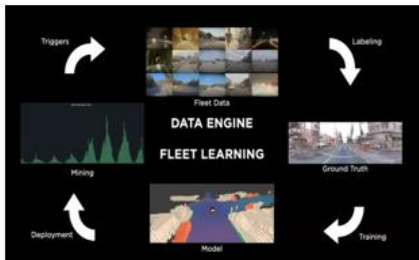 Triggers
Labeling
Fleet Data
DATA ENGINE
FLEET LEARNING
Mining
Ground Truth
Deployment
Model
Training